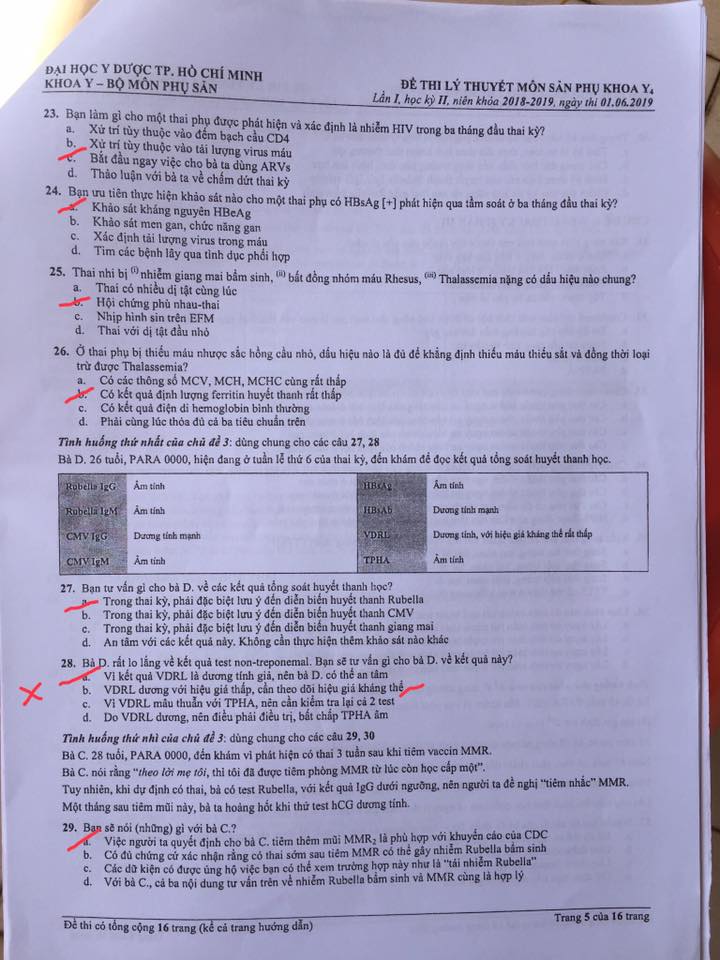 ĐẠI HỌC Y DƯỢC TP. HỒ CHÍ MINH
KHOA Y – BỘ MÔN PHỤ SẢN
ĐỀ THI LÝ THUYẾT MÔN SẢN PHỤ KHOA Y4
Lần I, học kỳ II, niên khóa 2018-2019, ngày thi 01.06.2019
23. Bạn làm gì cho một thai phụ được phát hiện và xác định là nhiễm HIV trong ba tháng đầu thai kỳ?
a. Xử trí tùy thuộc vào đếm bạch cầu CD4
b. Xử trí tùy thuộc vào tải lượng virus máu
c. Bắt đầu ngay việc cho bà ta dùng ARVs
d. Thảo luận với bà ta về chấm dứt thai kỳ
24. Bạn ưu tiên thực hiện khảo sát nào cho một thai phụ có HBsAg [+] phát hiện qua tầm soát ở ba tháng đầu thai kỳ?
a. Khảo sát kháng nguyên HBeAg
b. Khảo sát men gan, chức năng gan
c. Xác định tải lượng virus trong máu
d. Tìm các bệnh lây qua tình dục phối hợp
25. Thai nhi bị (i) nhiễm giang mai bẩm sinh, (ii) bất đồng nhóm máu Rhesus, (iii) Thalassemia nặng có dấu hiệu nào chung?
a. Thai có nhiều dị tật cùng lúc
b. Hội chứng phù nhau-thai
c. Nhịp hình sin trên EFM
d. Thai với dị tật đầu nhỏ
26. Ở thai phụ bị thiếu máu nhược sắc hồng cầu nhỏ, dấu hiệu nào là đủ để khẳng định thiếu máu thiếu sắt và đồng thời loại
trừ được Thalassemia?
a. Có các thông số MCV, MCH, MCHC cùng rất thấp
b. Có kết quả định lượng ferritin huyết thanh rất thấp
c. Có kết quả điện di hemoglobin bình thường
d. Phải cùng lúc thỏa đủ cả ba tiêu chuẩn trên
Tình huống thứ nhất của chủ đề 3: dùng chung cho các câu 27, 28
Bà D. 26 tuổi, PARA 0000, hiện đang ở tuần lễ thứ 6 của thai kỳ, đến khám để đọc kết quả tổng soát huyết thanh học.
Rubella IgG Âm tính HBsAg Âm tính
Rubella IgM Âm tính HBsAb Dương tính mạnh
CMV IgG Dương tính mạnh VDRL Dương tính, với hiệu giá kháng thể rất thấp
CMV IgM Âm tính TPHA Âm tính
27. Bạn tư vấn gì cho bà D. về các kết quả tổng soát huyết thanh học?
a. Trong thai kỳ, phải đặc biệt lưu ý đến diễn biến huyết thanh Rubella
b. Trong thai kỳ, phải đặc biệt lưu ý đến diễn biến huyết thanh CMV
c. Trong thai kỳ, phải đặc biệt lưu ý đến diễn biến huyết thanh giang mai
d. An tâm với các kết quả này. Không cần thực hiện thêm khảo sát nào khác
28. Bà D. rất lo lắng về kết quả test non-treponemal. Bạn sẽ tư vấn gì cho bà D. về kết quả này?
a. Vì kết quả VDRL là dương tính giả, nên bà D. có thể an tâm
b. VDRL dương với hiệu giá thấp, cần theo dõi hiệu giá kháng thể
c. Vì VDRL mâu thuẫn với TPHA, nên cần kiểm tra lại cả 2 test
d. Do VDRL dương, nên điều phải điều trị, bất chấp TPHA âm
Tình huống thứ nhì của chủ đề 3: dùng chung cho các câu 29, 30
Bà C. 28 tuổi, PARA 0000, đến khám vì phát hiện có thai 3 tuần sau khi tiêm vaccin MMR.
Bà C. nói rằng “theo lời mẹ tôi, thì tôi đã được tiêm phòng MMR từ lúc còn học cấp một”.
Tuy nhiên, khi dự định có thai, bà có test Rubella, với kết quả IgG dưới ngưỡng, nên người ta đề nghị “tiêm nhắc” MMR.
Một tháng sau tiêm mũi này, bà ta hoảng hốt khi thử test hCG dương tính.
29. Bạn sẽ nói (những) gì với bà C.?
a. Việc người ta quyết định cho bà C. tiêm thêm mũi MMR2 là phù hợp với khuyến cáo của CDC
b. Có đủ chứng cứ xác nhận rằng có thai sớm sau tiêm MMR có thể gây nhiễm Rubella bẩm sinh
c. Các dữ kiện có được ủng hộ việc bạn có thể xem trường hợp này như là “tái nhiễm Rubella”
d. Với bà C., cả ba nội dung tư vấn trên về nhiễm Rubella bẩm sinh và MMR cùng là hợp lý
Đề thi có tổng cộng 16 trang (kể cả trang hướng dẫn)
Trang 5 của 16 trang